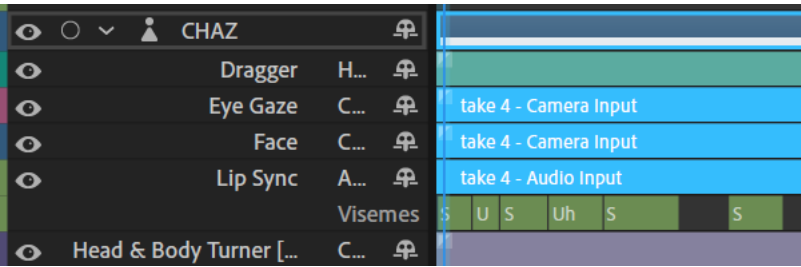 CHAZ
Dragger H...
Eye Gaze C... take 4 - Camera Input
Face C... take 4 - Camera Input
Lip Sync A... take 4 - Audio Input
Visemes S U S Uh S S
Head & Body Turner [... C...